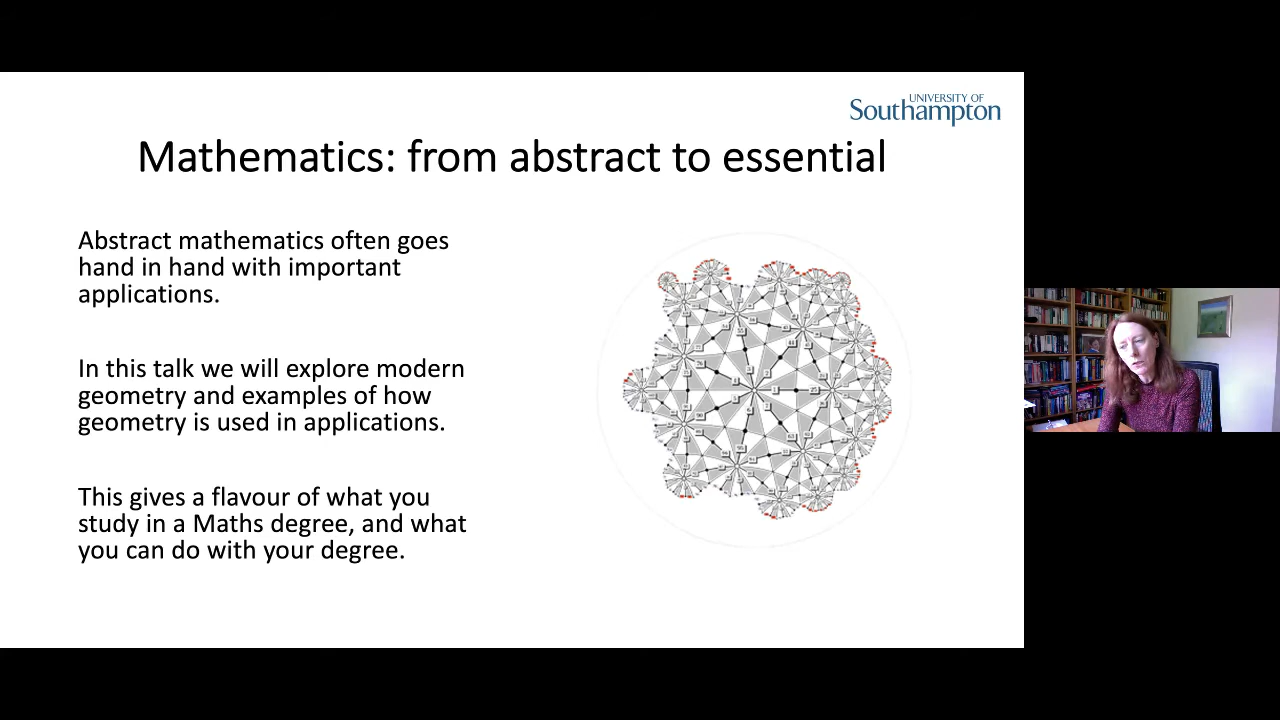 UNIVERSITY OF
Southampton
Mathematics: from abstract to essential
Abstract mathematics often goes
hand in hand with important
applications.
In this talk we will explore modern
geometry and examples of how
geometry is used in applications.
This gives a flavour of what you
study in a Maths degree, and what
you can do with your degree.